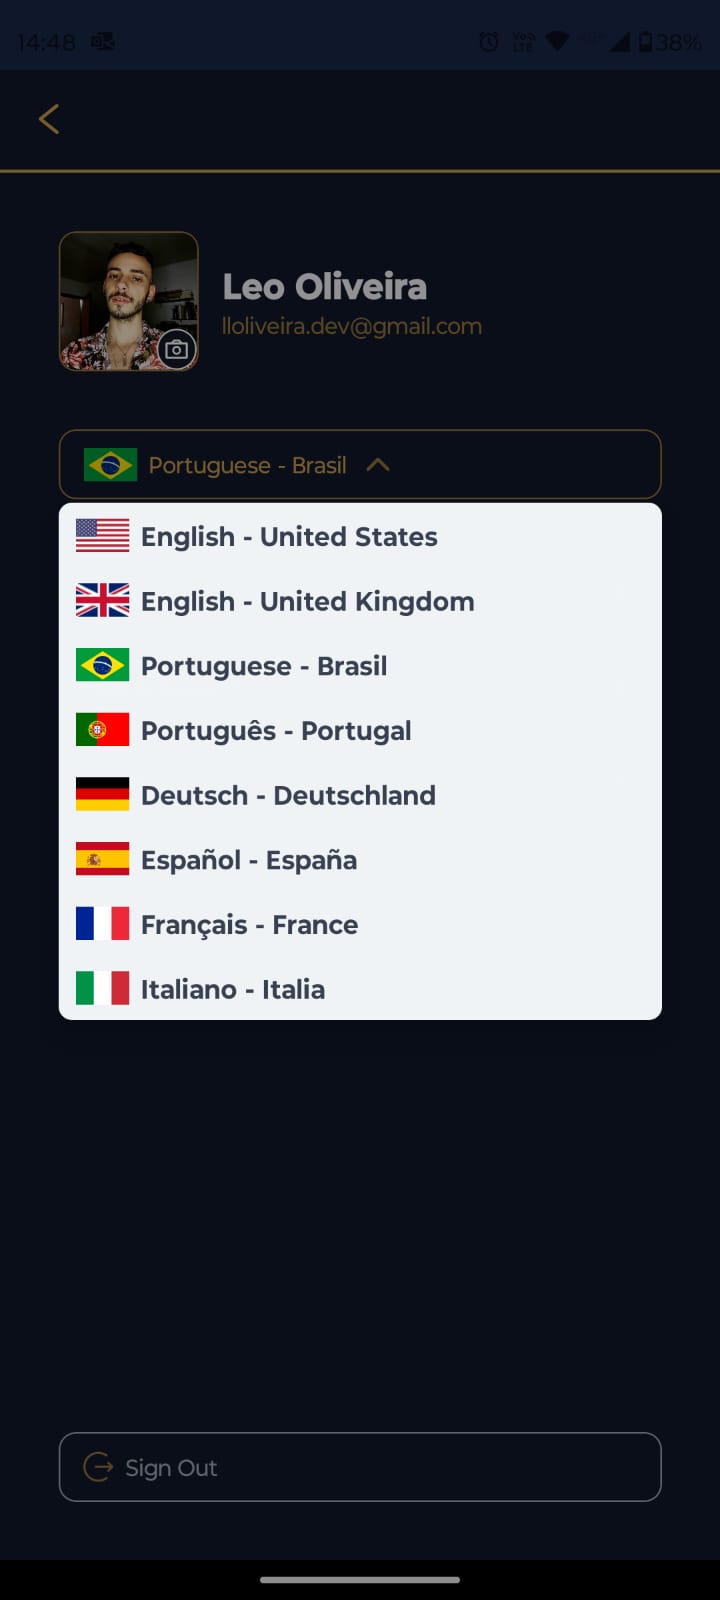 14:48
38%
Leo Oliveira
lloliveira.dev@gmail.com
Portuguese - Brasil
English - United States
English - United Kingdom
Portuguese - Brasil
Português - Portugal
Deutsch - Deutschland
Español - España
Français - France
Italiano - Italia
Sign Out